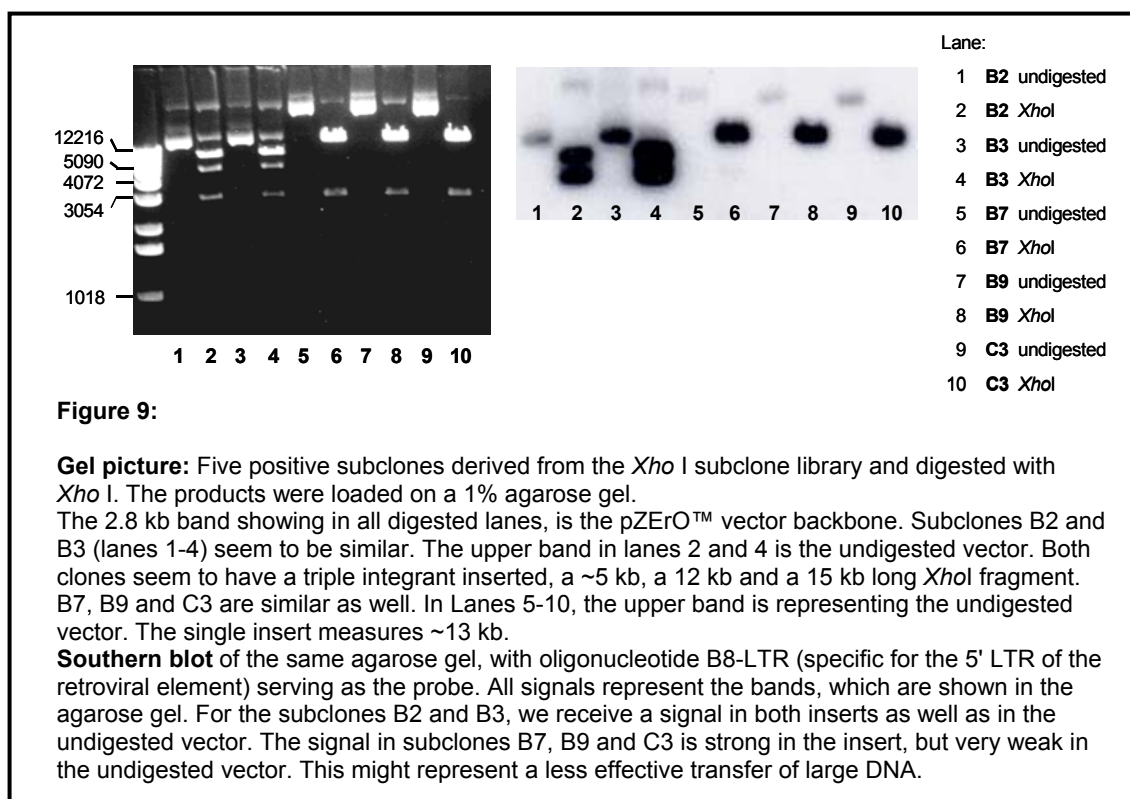 12216
5090
4072
3054
1018
1 2 3 4 5 6 7 8 9 10
1 2 3 4 5 6 7 8 9 10
Lane:
1 B2 undigested
2 B2 XhoI
3 B3 undigested
4 B3 XhoI
5 B7 undigested
6 B7 XhoI
7 B9 undigested
8 B9 XhoI
9 C3 undigested
10 C3 XhoI
Figure 9:
Gel picture: Five positive subclones derived from the Xho I subclone library and digested with
Xho I. The products were loaded on a 1% agarose gel.
The 2.8 kb band showing in all digested lanes, is the pZErO™ vector backbone. Subclones B2 and
B3 (lanes 1-4) seem to be similar. The upper band in lanes 2 and 4 is the undigested vector. Both
clones seem to have a triple integrant inserted, a ~5 kb, a 12 kb and a 15 kb long XhoI fragment.
B7, B9 and C3 are similar as well. In Lanes 5-10, the upper band is representing the undigested
vector. The single insert measures ~13 kb.
Southern blot of the same agarose gel, with oligonucleotide B8-LTR (specific for the 5' LTR of the
retroviral element) serving as the probe. All signals represent the bands, which are shown in the
agarose gel. For the subclones B2 and B3, we receive a signal in both inserts as well as in the
undigested vector. The signal in subclones B7, B9 and C3 is strong in the insert, but very weak in
the undigested vector. This might represent a less effective transfer of large DNA.